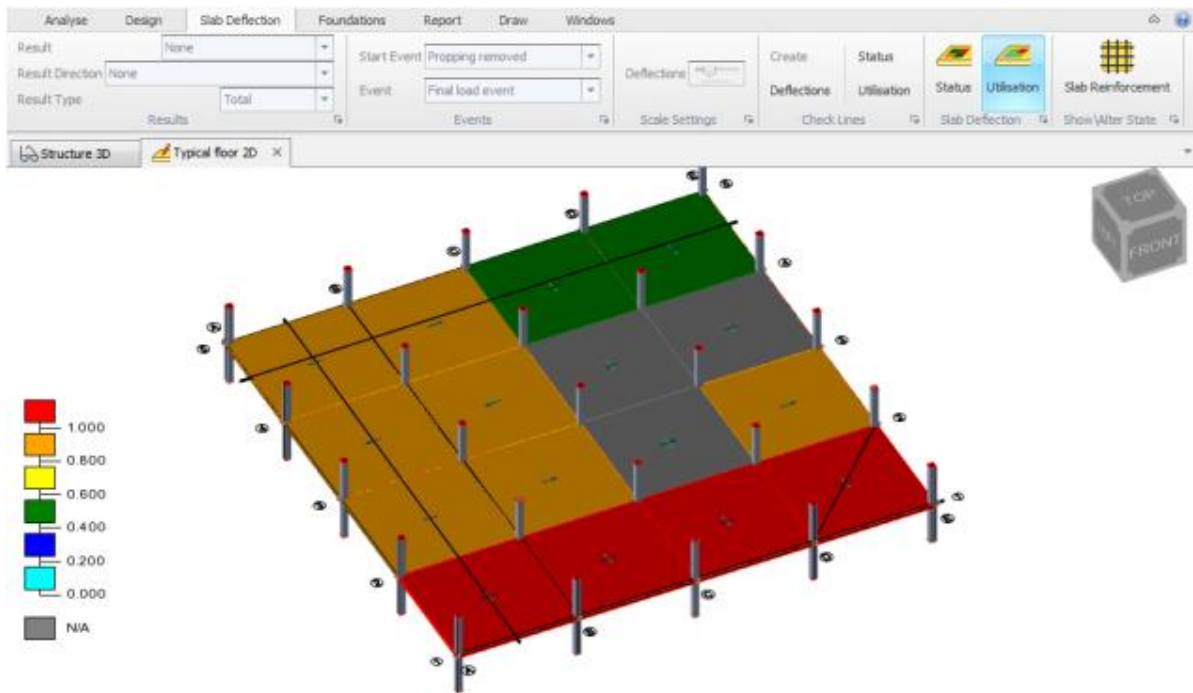 Analyse Design Slab Deflection Foundations Report Draw Windows
Result None
Result Direction None
Result Type Total
Results
Start Event Propping removed
Event Final load event
Events
Deflections
Scale Settings
Create Status
Deflections Utilisation
Check Lines
Status Utilisation
Slab Deflection
Slab Reinforcement
Show\Alter State
Structure 3D Typical floor 2D
TOP
FRONT
1.000
0.800
0.600
0.400
0.200
0.000
N/A